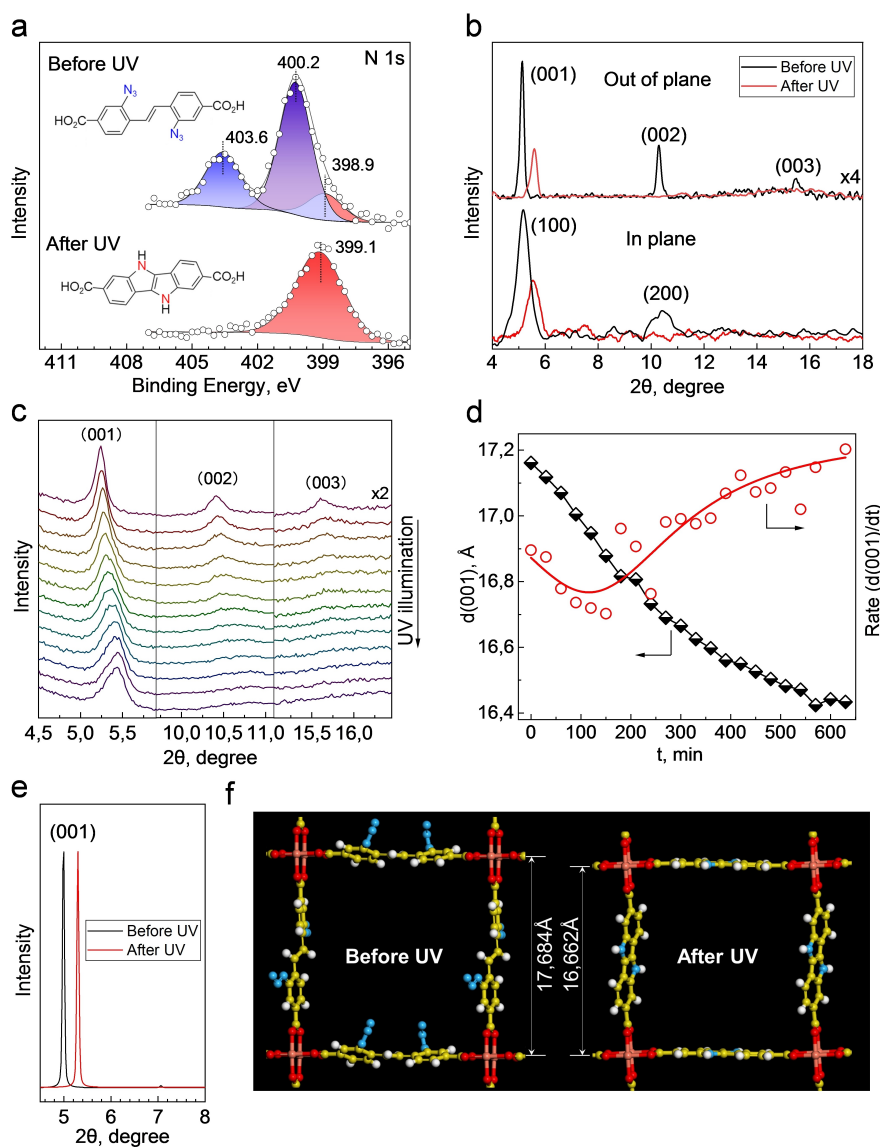 a
Before UV
N 1s
400.2
N₃
CO₂H
HO₂C
N₃
403.6
398.9
Intensity
After UV
399.1
H
N
CO₂H
HO₂C
N
H
411 408 405 402 399 396
Binding Energy, eV
b
Before UV
After UV
(001)
Out of plane
(002)
(003)
x4
Intensity
(100)
In plane
(200)
4 6 8 10 12 14 16 18
2θ, degree
c
(001)
(002)
(003)
x2
Intensity
UV illumination
4,5 5,0 5,5 10,0 10,5 11,0 15,5 16,0
2θ, degree
d
17,2
17,0
16,8
16,6
16,4
d(001), Å
Rate (d(001)/dt)
0 100 200 300 400 500 600
t, min
e
(001)
Before UV
After UV
Intensity
5 6 7 8
2θ, degree
f
Before UV
17,684Å
16,662Å
After UV